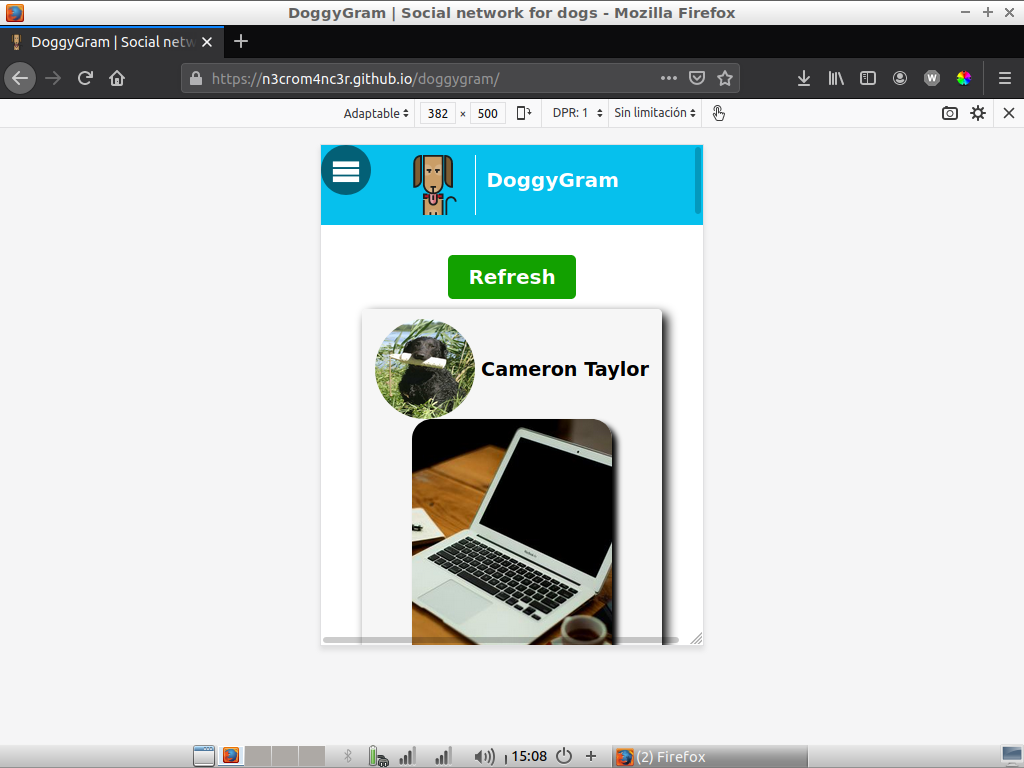 DoggyGram | Social network for dogs - Mozilla Firefox
DoggyGram | Social netw
https://n3crom4nc3r.github.io/doggygram/
W
Adaptable
382 × 500
DPR: 1
Sin limitación
DoggyGram
Refresh
Cameron Taylor
15:08
(2) Firefox